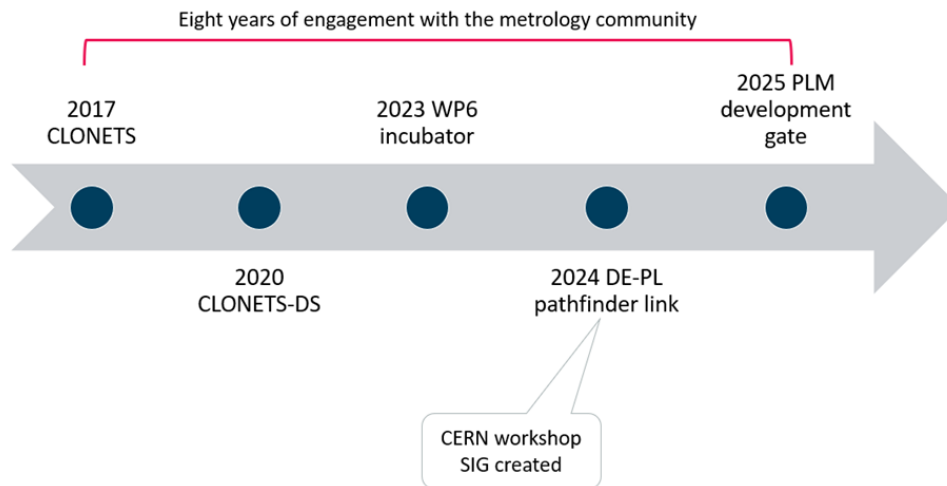 Eight years of engagement with the metrology community
2017
CLONETS
2020
CLONETS-DS
2023 WP6
incubator
2024 DE-PL
pathfinder link
CERN workshop
SIG created
2025 PLM
development
gate